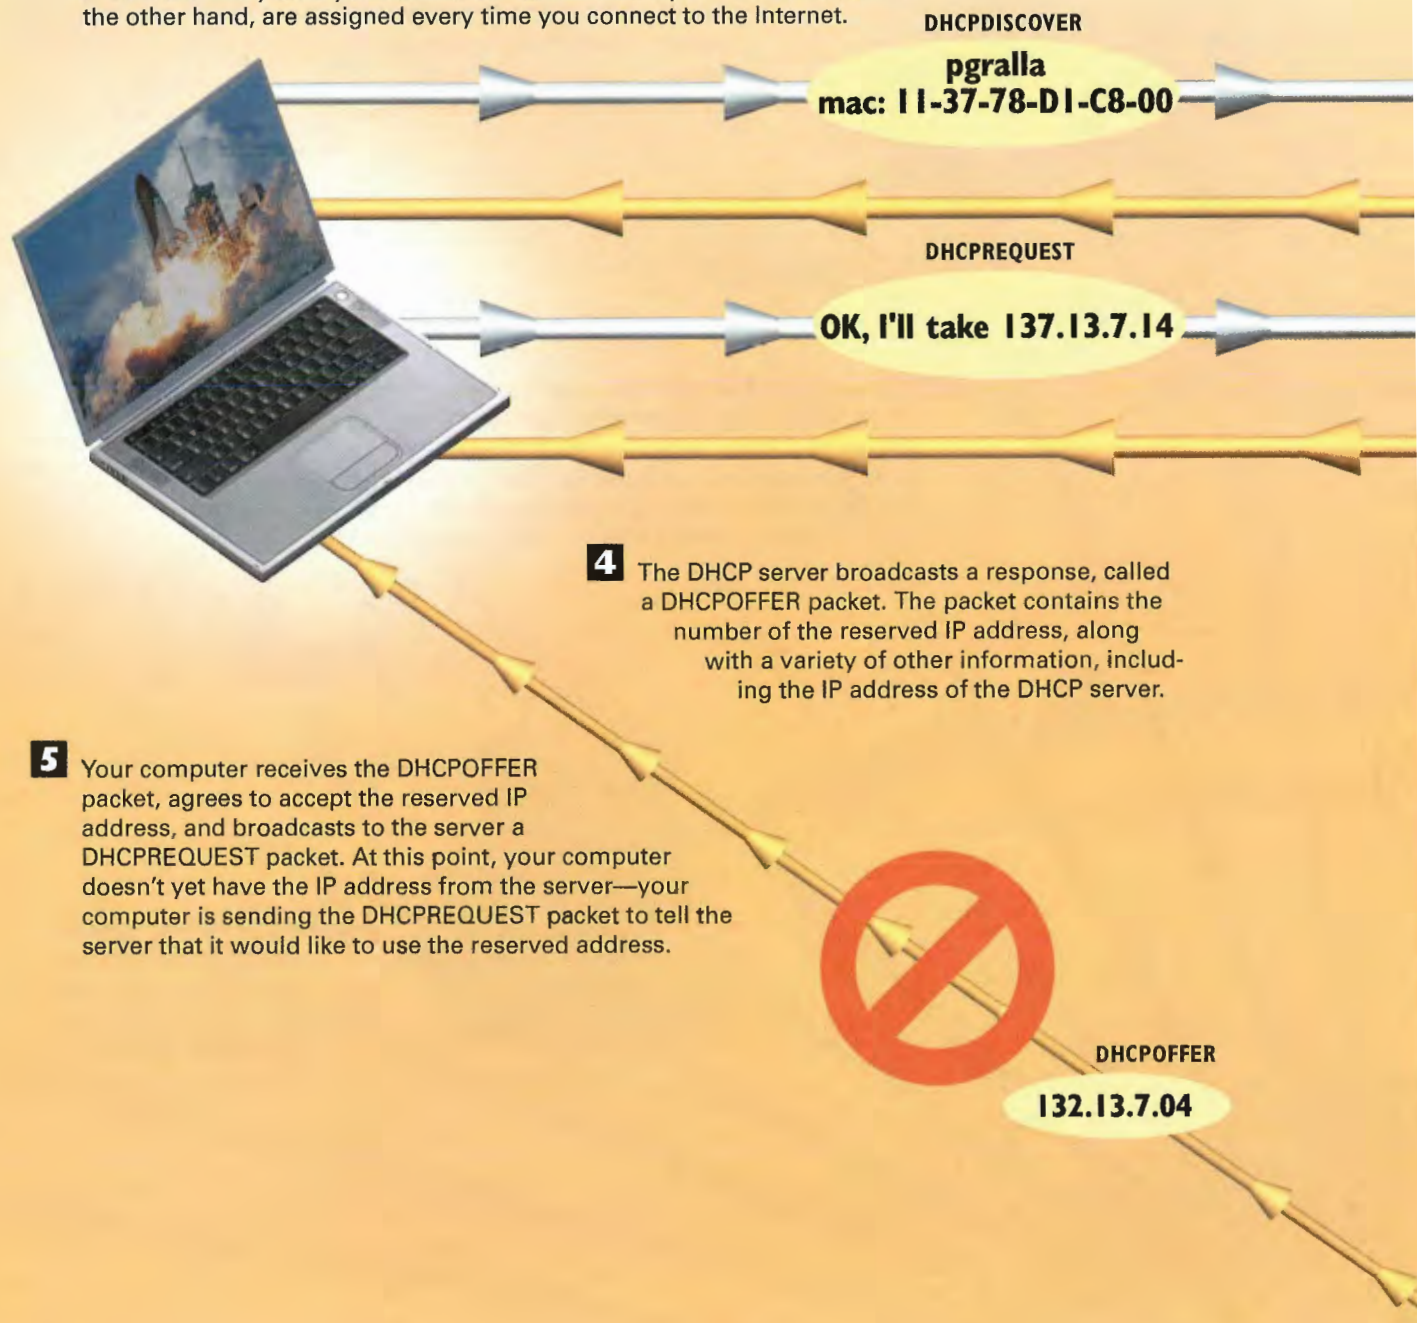 the other hand, are assigned every time you connect to the Internet.
DHCPDISCOVER
pgralla
mac: 11-37-78-D1-C8-00
DHCPREQUEST
OK, I'll take 137.13.7.14
4 The DHCP server broadcasts a response, called
a DHCPOFFER packet. The packet contains the
number of the reserved IP address, along
with a variety of other information, includ-
ing the IP address of the DHCP server.
5 Your computer receives the DHCPOFFER
packet, agrees to accept the reserved IP
address, and broadcasts to the server a
DHCPREQUEST packet. At this point, your computer
doesn't yet have the IP address from the server—your
computer is sending the DHCPREQUEST packet to tell the
server that it would like to use the reserved address.
DHCPOFFER
132.13.7.04